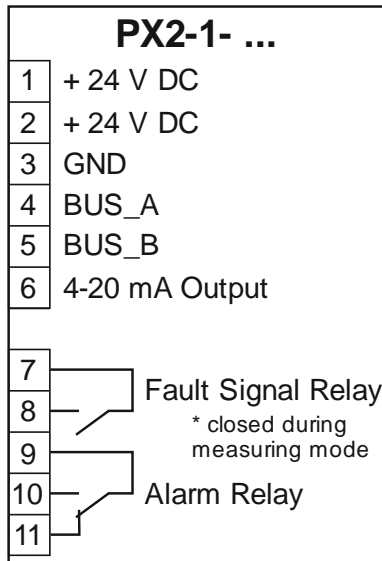 PX2-1- ...
1 + 24 V DC
2 + 24 V DC
3 GND
4 BUS_A
5 BUS_B
6 4-20 mA Output
7
Fault Signal Relay
8
* closed during
measuring mode
9
10 Alarm Relay
11